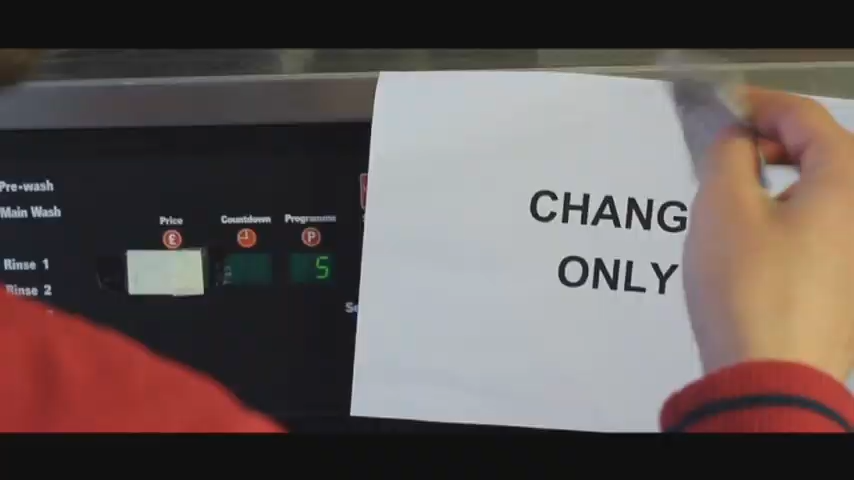 Pre-wash
Main Wash
Rinse 1
Rinse 2
Price
Countdown
Programme
£
P
5
CHANG
ONLY